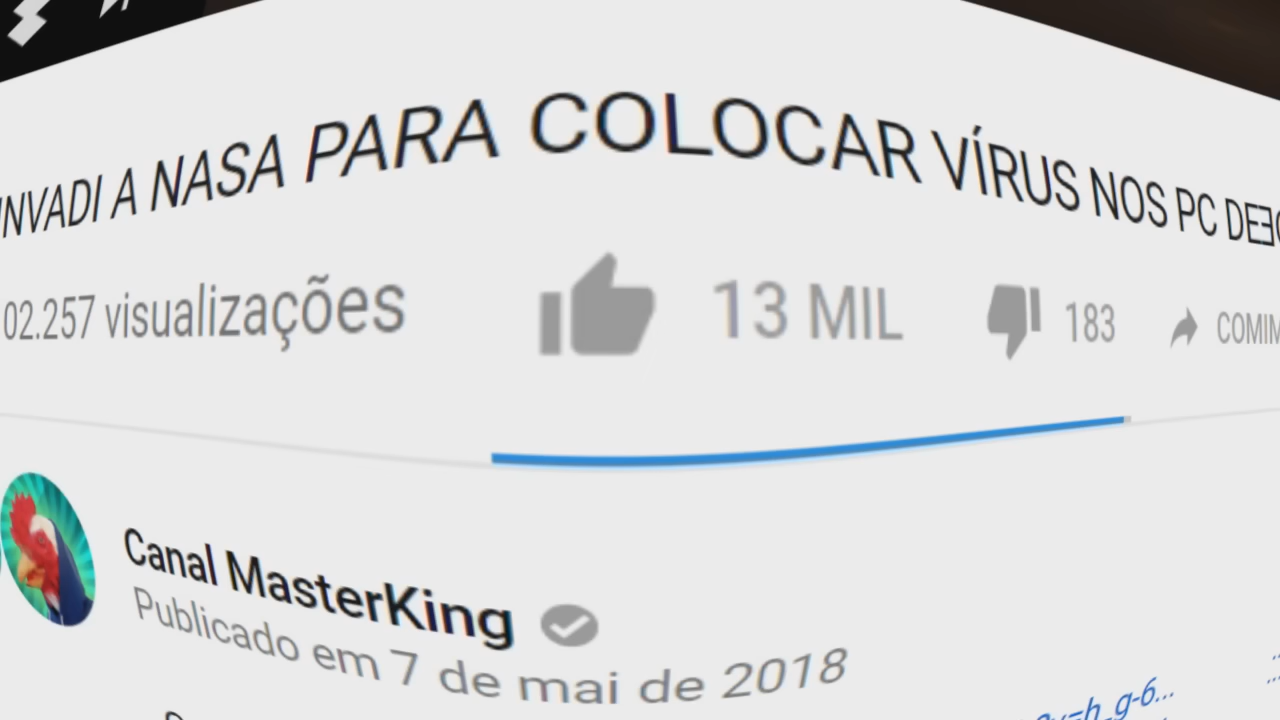 INVADI A NASA PARA COLOCAR VÍRUS NOS PC
02.257 visualizações 13 MIL 183
Canal MasterKing
Publicado em 7 de mai de 2018